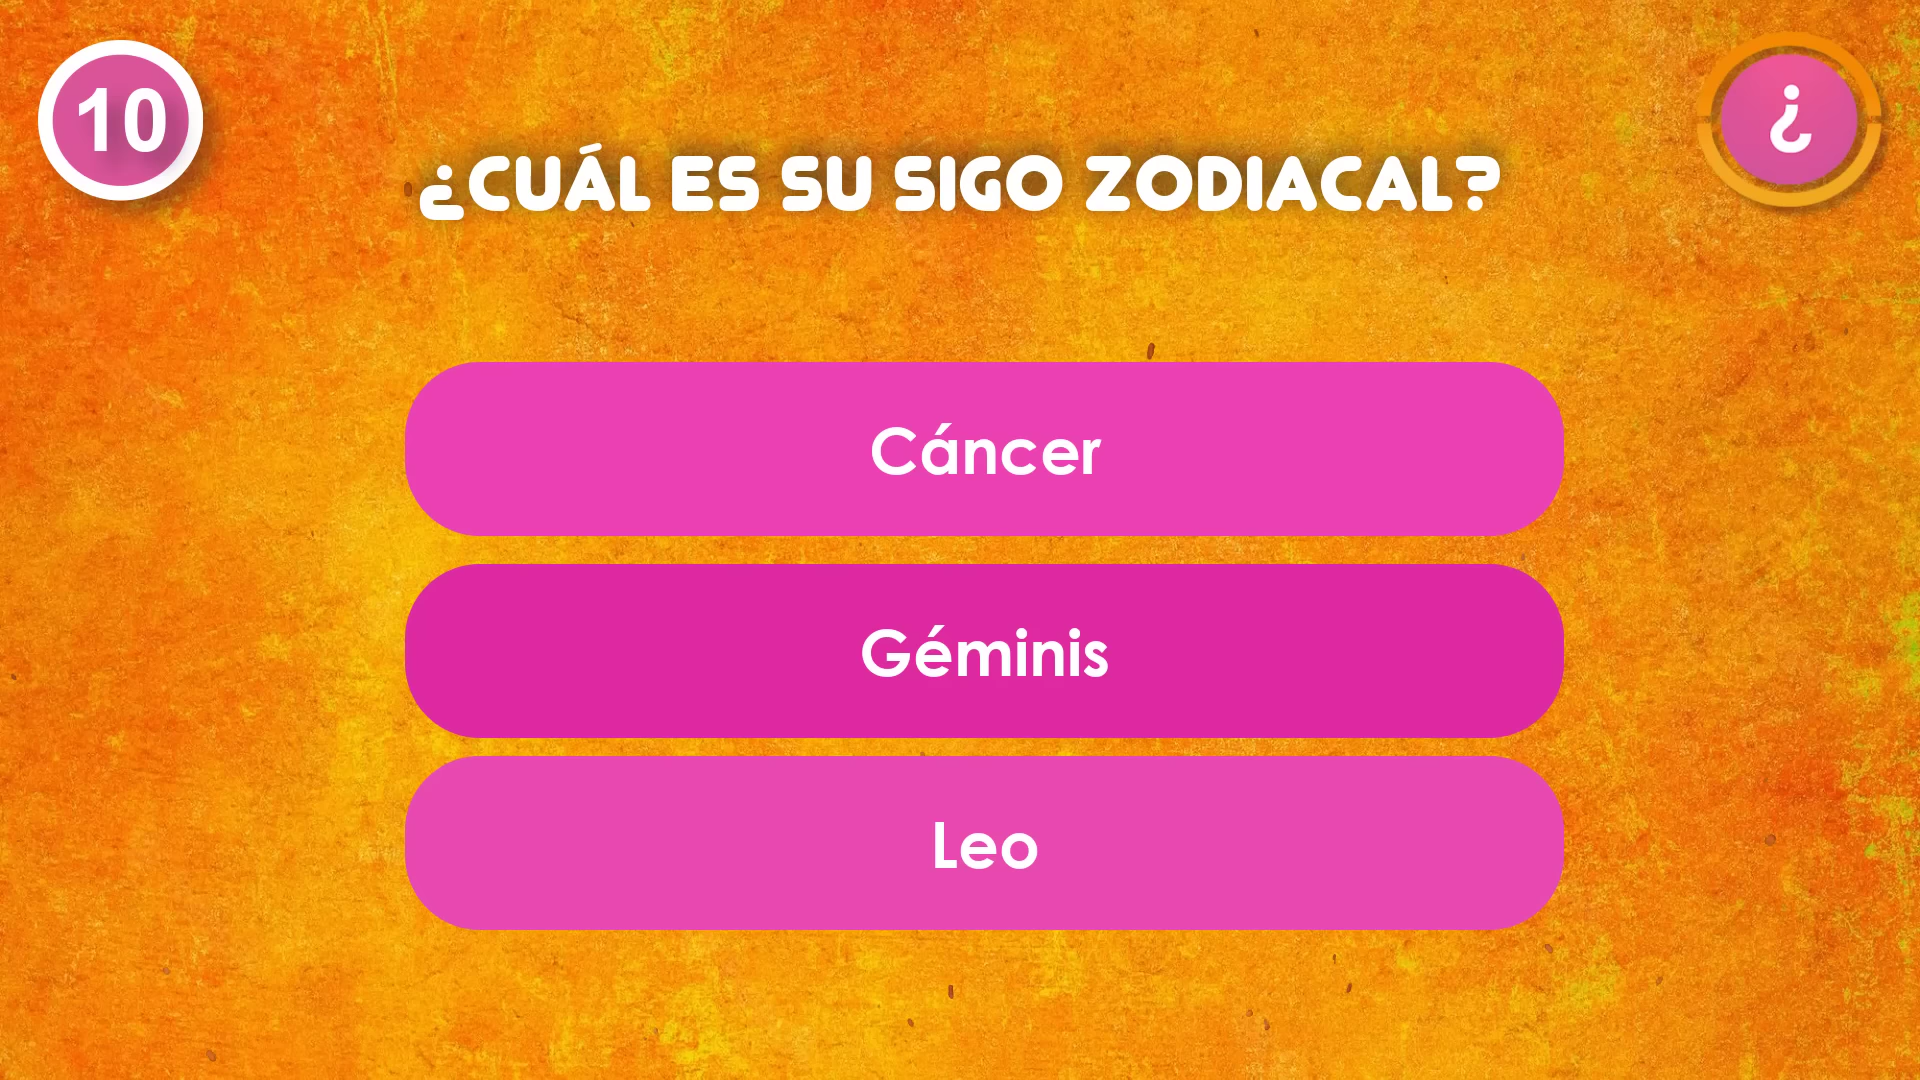 10
¿
¿CUÁL ES SU SIGO ZODIACAL?
Cáncer
Géminis
Leo